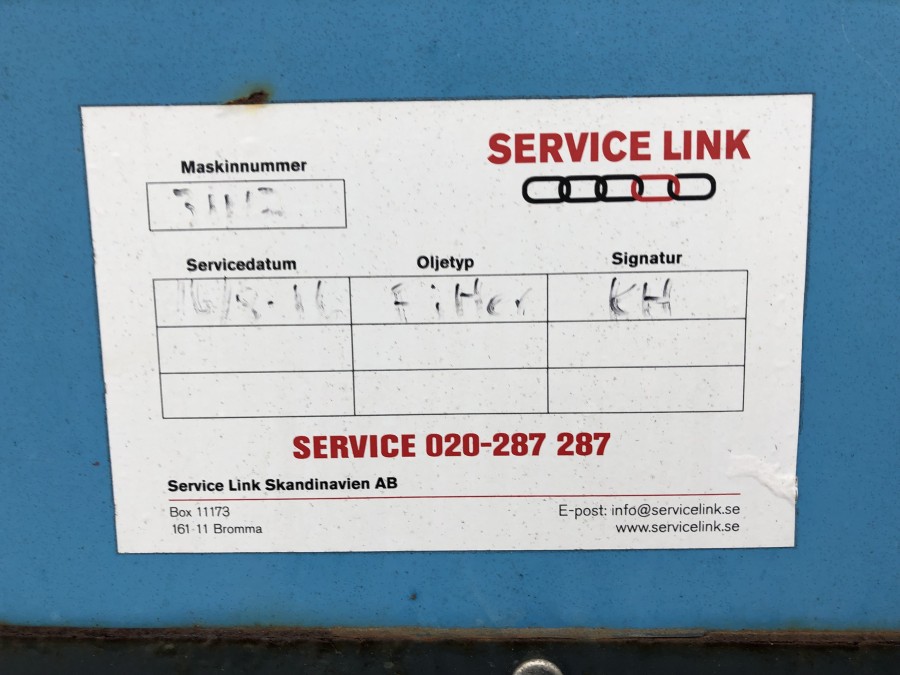 SERVICE LINK
Maskinnummer
Servicedatum Oljetyp Signatur
Filter KH
SERVICE 020-287 287
Service Link Skandinavien AB
Box 11173 E-post: info@servicelink.se
161 11 Bromma www.servicelink.se